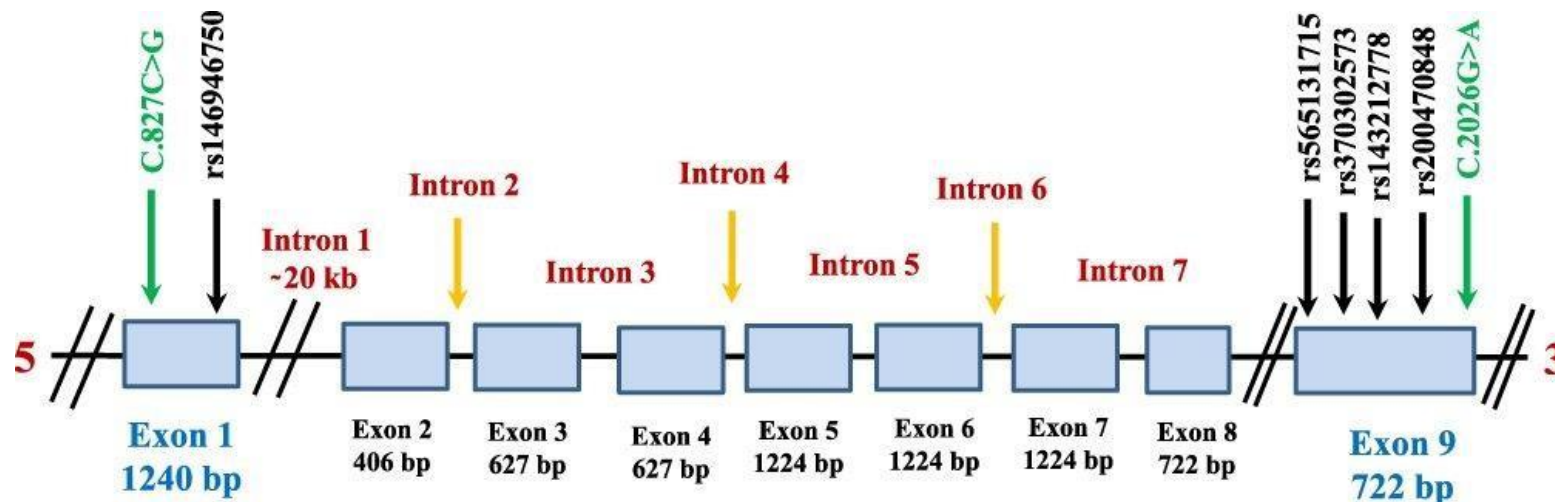 C.827C>G
rs146946750
Intron 1
~20 kb
Intron 2
Intron 3
Intron 4
Intron 5
Intron 6
Intron 7
rs565131715
rs370302573
rs143212778
rs200470848
C.2026G>A
5
3
Exon 1
1240 bp
Exon 2
406 bp
Exon 3
627 bp
Exon 4
627 bp
Exon 5
1224 bp
Exon 6
1224 bp
Exon 7
1224 bp
Exon 8
722 bp
Exon 9
722 bp